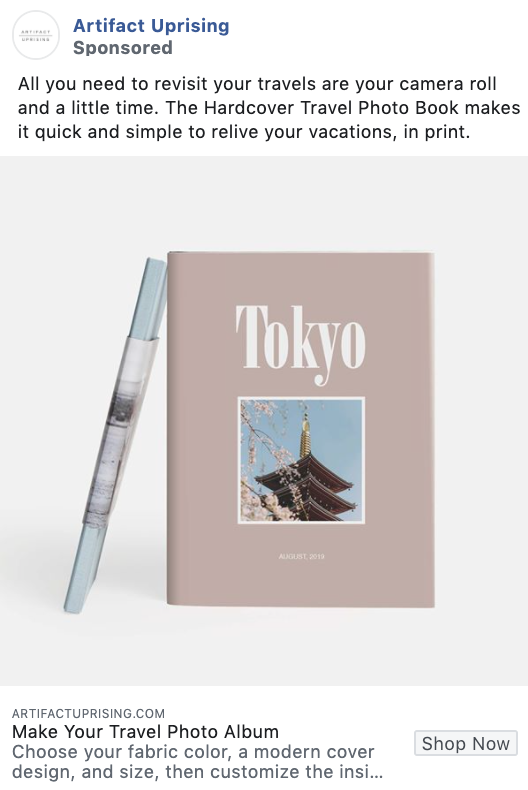 ARTIFACT
UPRISING
Artifact Uprising
Sponsored
All you need to revisit your travels are your camera roll
and a little time. The Hardcover Travel Photo Book makes
it quick and simple to relive your vacations, in print.
Tokyo
AUGUST, 2019
ARTIFACTUPRISING.COM
Make Your Travel Photo Album
Choose your fabric color, a modern cover
design, and size, then customize the insi...
Shop Now